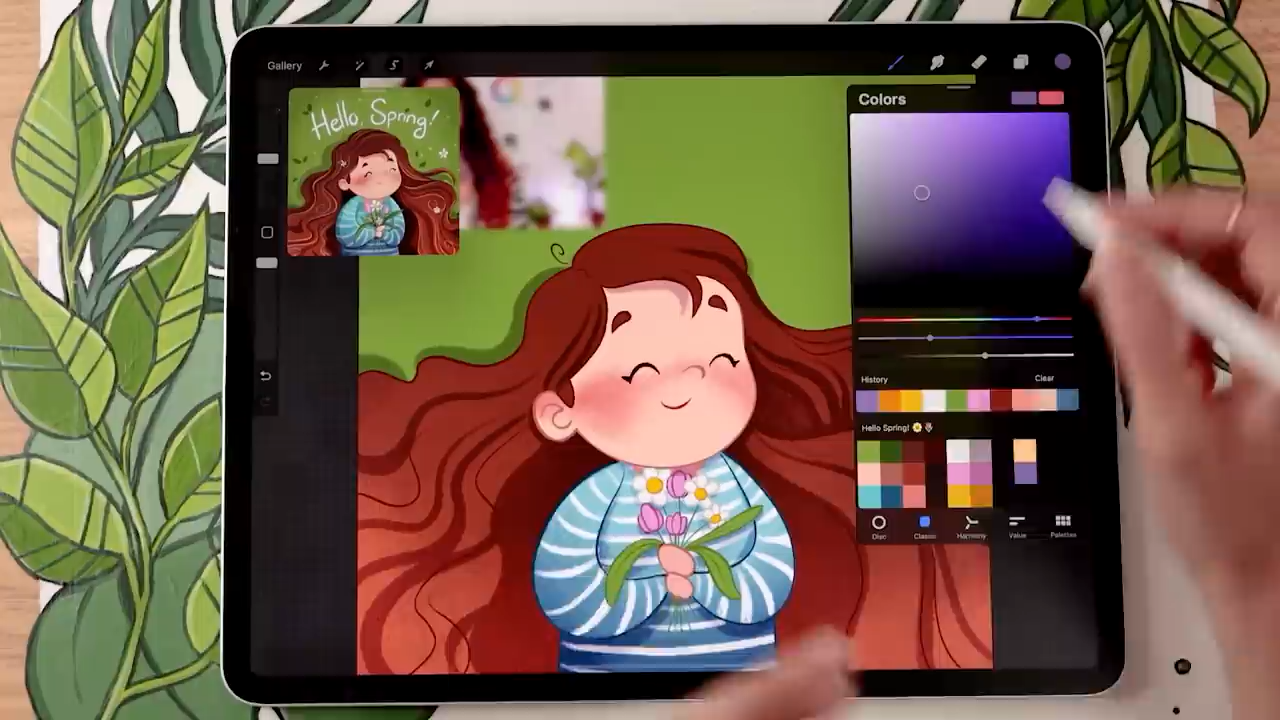 Gallery
Hello, Spring!
Colors
History Clear
Hello Spring!
Disc Classic Harmony Value Palettes